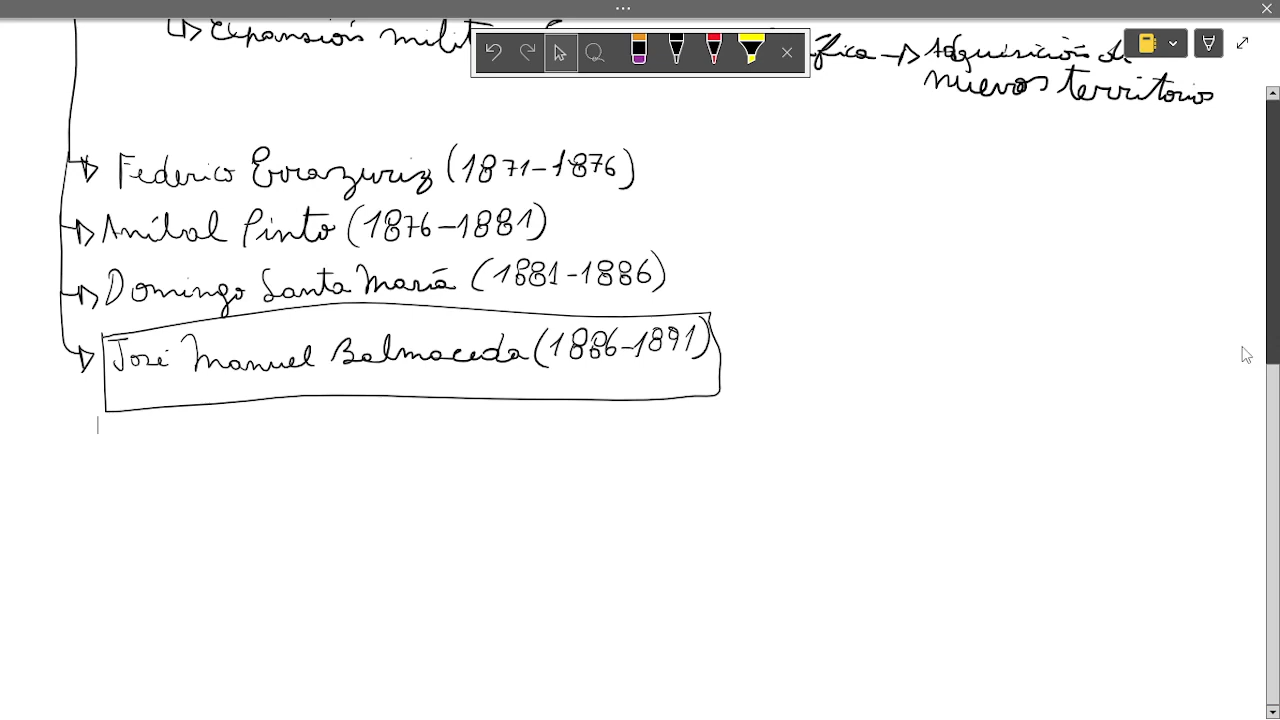 ↳ Expansión
fica → Adquisición de
nuevos territorios
Federico Errazuriz (1871-1876)
Aníbal Pinto (1876-1881)
Domingo Santa María (1881-1886)
José Manuel Balmaceda (1886-1891)